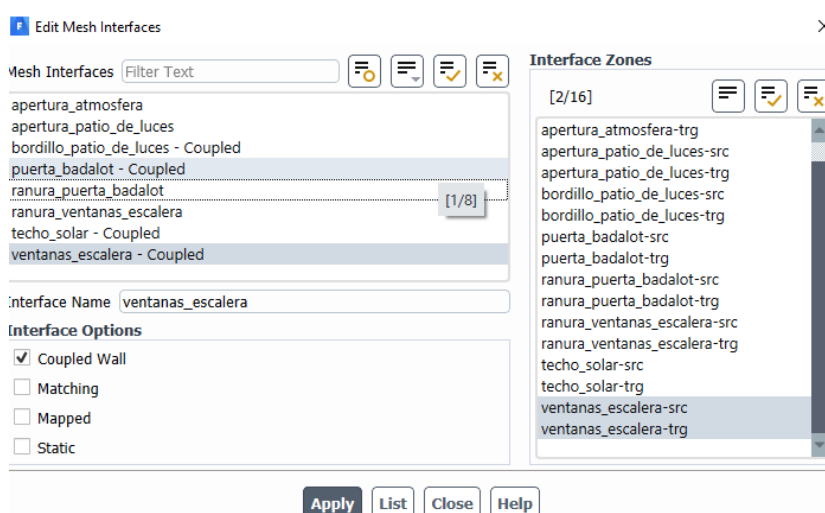 Edit Mesh Interfaces
Mesh Interfaces Filter Text
apertura_atmosfera
apertura_patio_de_luces
bordillo_patio_de_luces - Coupled
puerta_badalot - Coupled
ranura_puerta_badalot
[1/8]
ranura_ventanas_escalera
techo_solar - Coupled
ventanas_escalera - Coupled
Interface Name ventanas_escalera
Interface Options
Coupled Wall
Matching
Mapped
Static
Interface Zones
[2/16]
apertura_atmosfera-trg
apertura_patio_de_luces-src
apertura_patio_de_luces-trg
bordillo_patio_de_luces-src
bordillo_patio_de_luces-trg
puerta_badalot-src
puerta_badalot-trg
ranura_puerta_badalot-src
ranura_puerta_badalot-trg
ranura_ventanas_escalera-src
ranura_ventanas_escalera-trg
techo_solar-src
techo_solar-trg
ventanas_escalera-src
ventanas_escalera-trg
Apply List Close Help